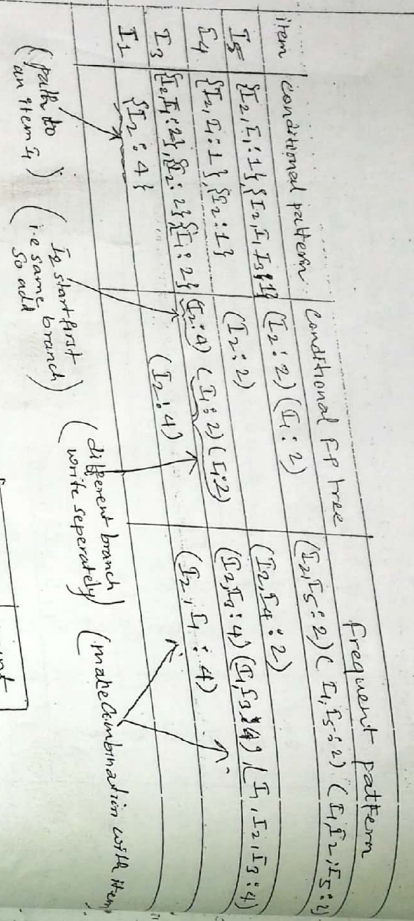 item conditional pattern conditional FP tree frequent pattern
I5 {I2, I1 : 1}, {I2, I1, I3 : 1} (I2 : 2) (I1 : 2) (I2, I5 : 2) (I1, I5 : 2) (I1, I2, I5 : 2)
I4 {I2, I1 : 1}, {I2 : 1} (I2 : 2) (I2, I4 : 2)
I3 {I2, I1 : 2}, {I2 : 2} {I1 : 2} (I2 : 4) (I1 : 2) (I1 : 2) (I2, I3 : 4) (I1, I3 : 4), (I1, I2, I3 : 4)
I1 {I2 : 4} (I2 : 4) (I2, I1 : 4)
(path to
an item I1)
(I2 start first
i.e same branch
So add)
(different branch
write seperately)
(make combination with item